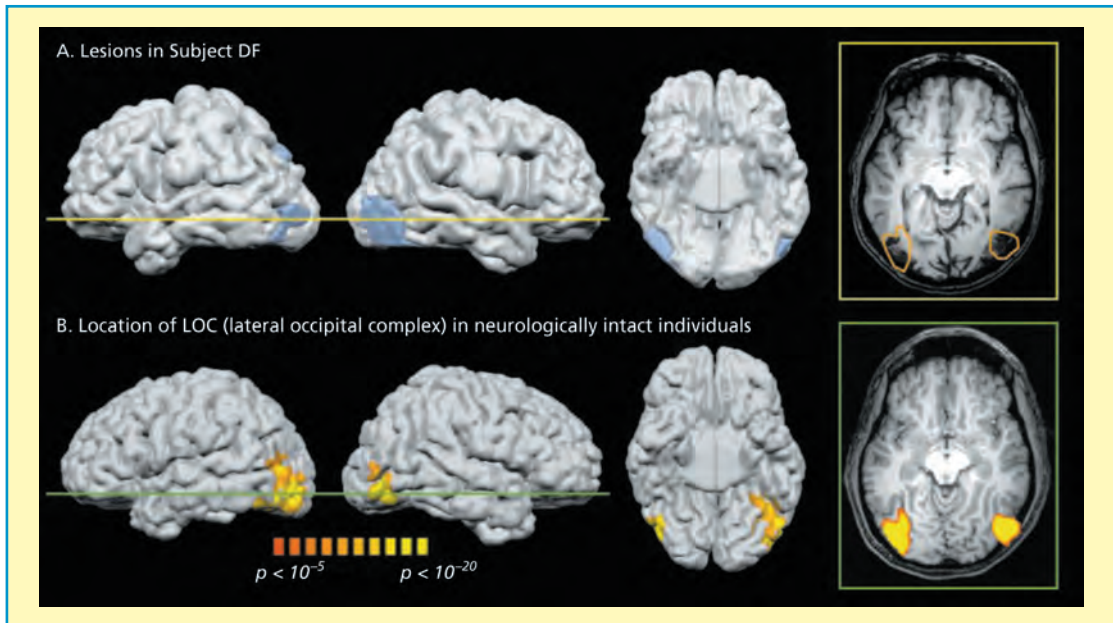 A. Lesions in Subject DF
B. Location of LOC (lateral occipital complex) in neurologically intact individuals
p < 10⁻⁵
p < 10⁻²⁰